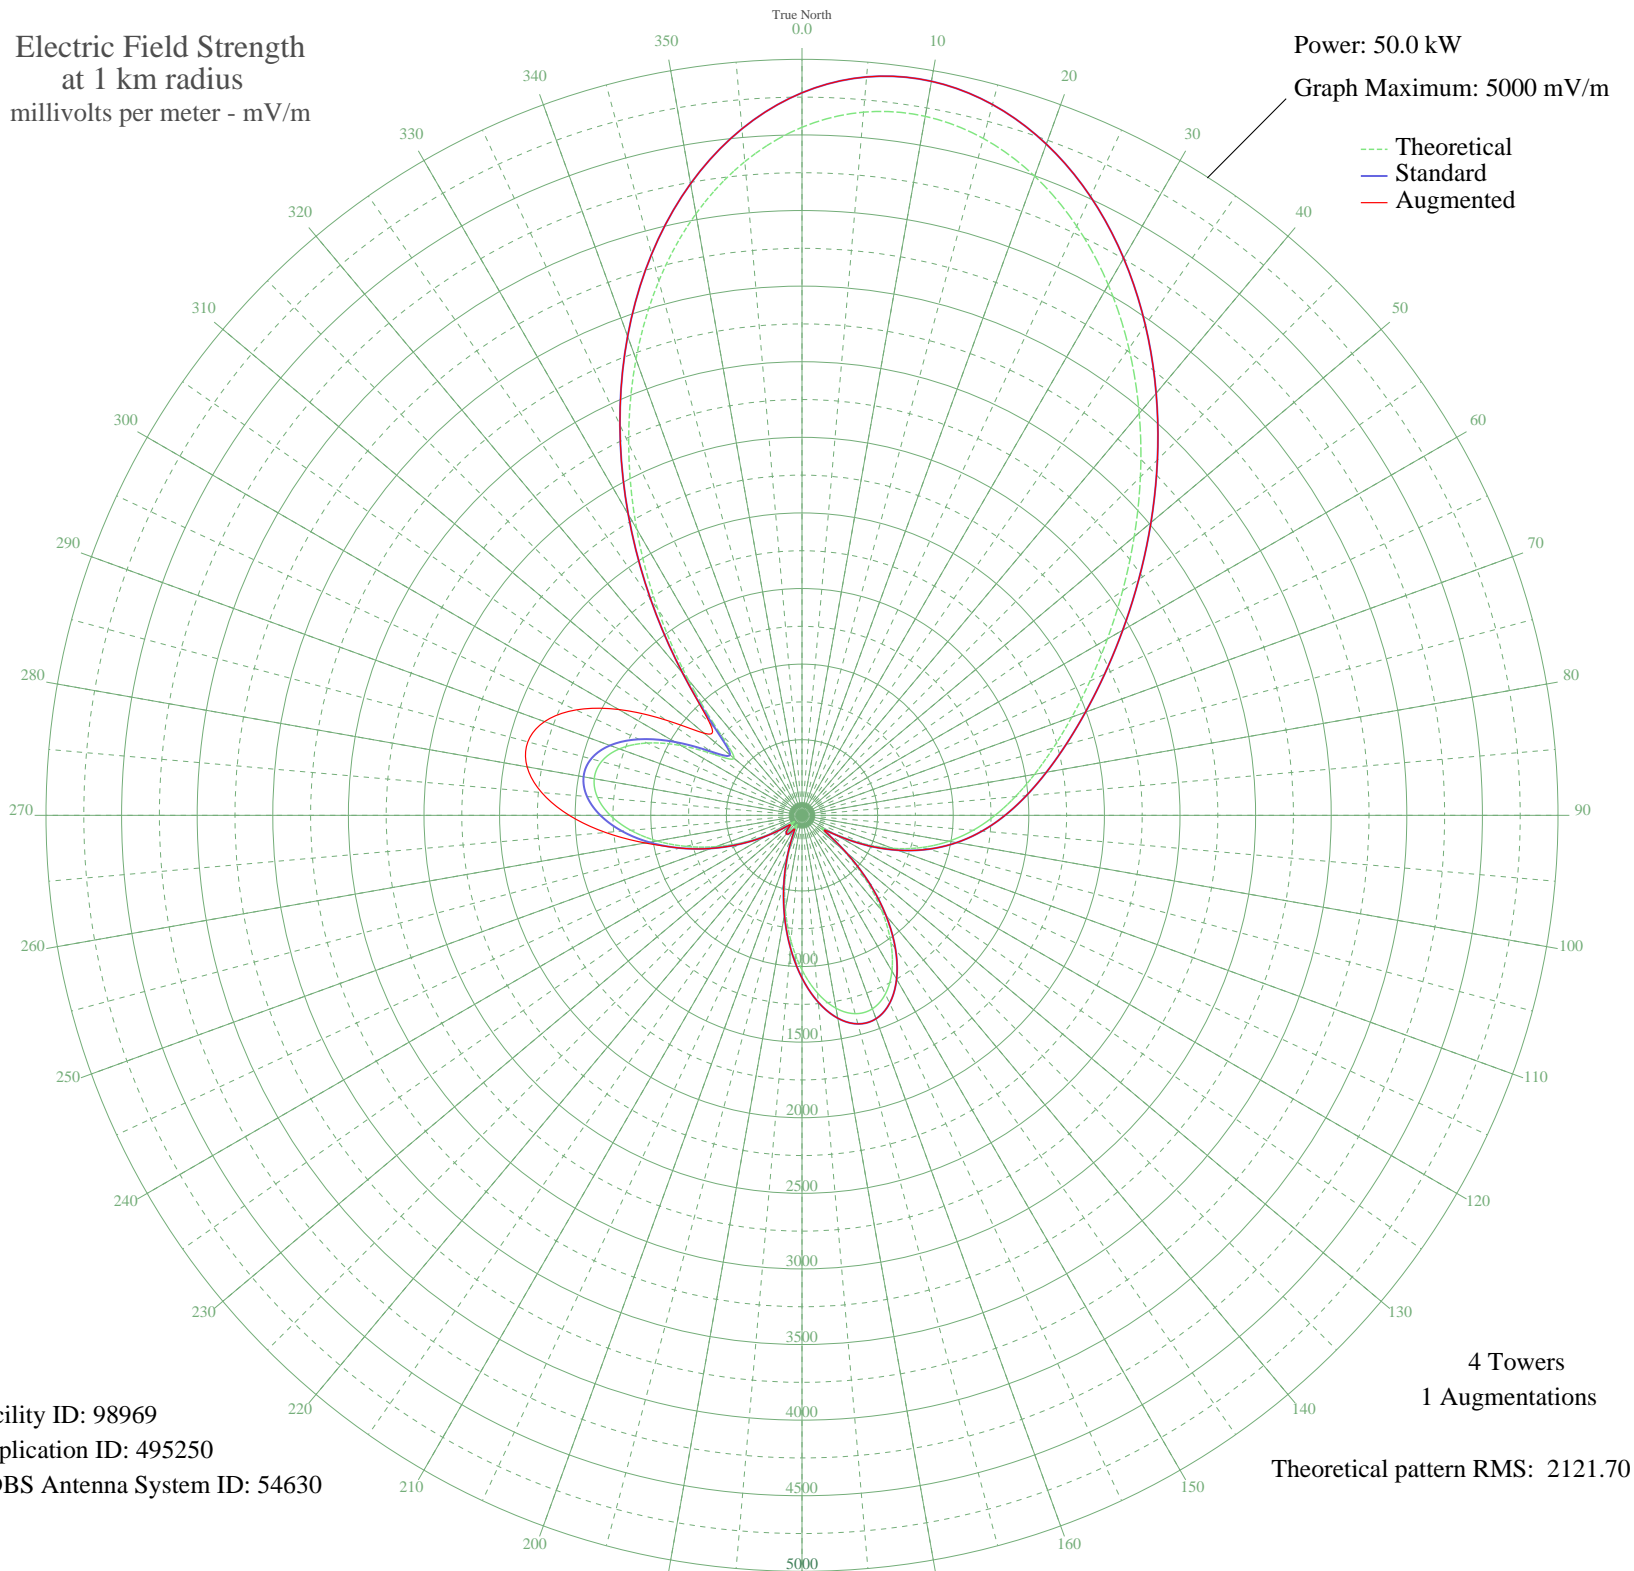 True North
Electric Field Strength
at 1 km radius
millivolts per meter - mV/m
Power: 50.0 kW
Graph Maximum: 5000 mV/m
Theoretical
Standard
Augmented
0.0
10
20
30
40
50
60
70
80
90
100
110
120
130
140
150
160
200
210
220
230
240
250
260
270
280
290
300
310
320
330
340
350
1000
1500
2000
2500
3000
3500
4000
4500
5000
4 Towers
1 Augmentations
Theoretical pattern RMS: 2121.70
cility ID: 98969
plication ID: 495250
DBS Antenna System ID: 54630